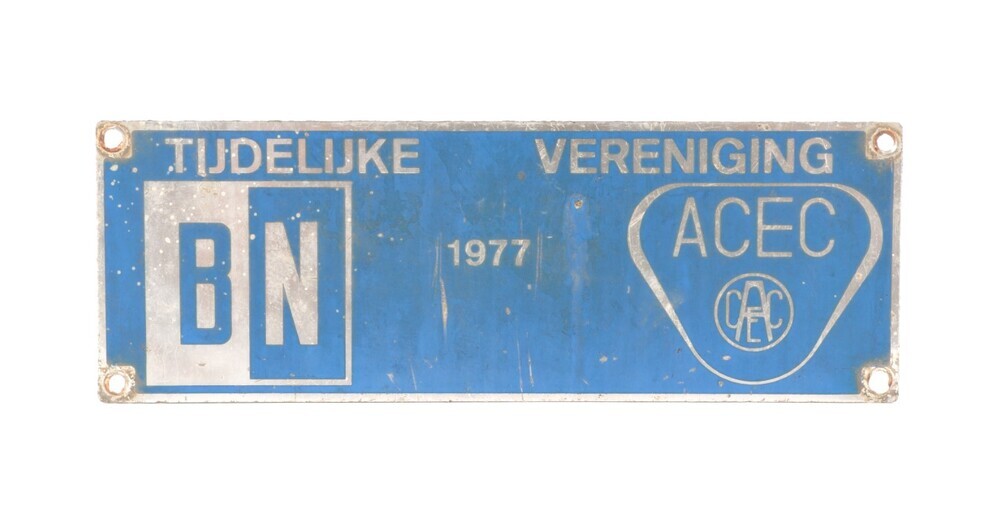 TIJDELIJKE VERENIGING
BN
1977
ACEC
ACEC